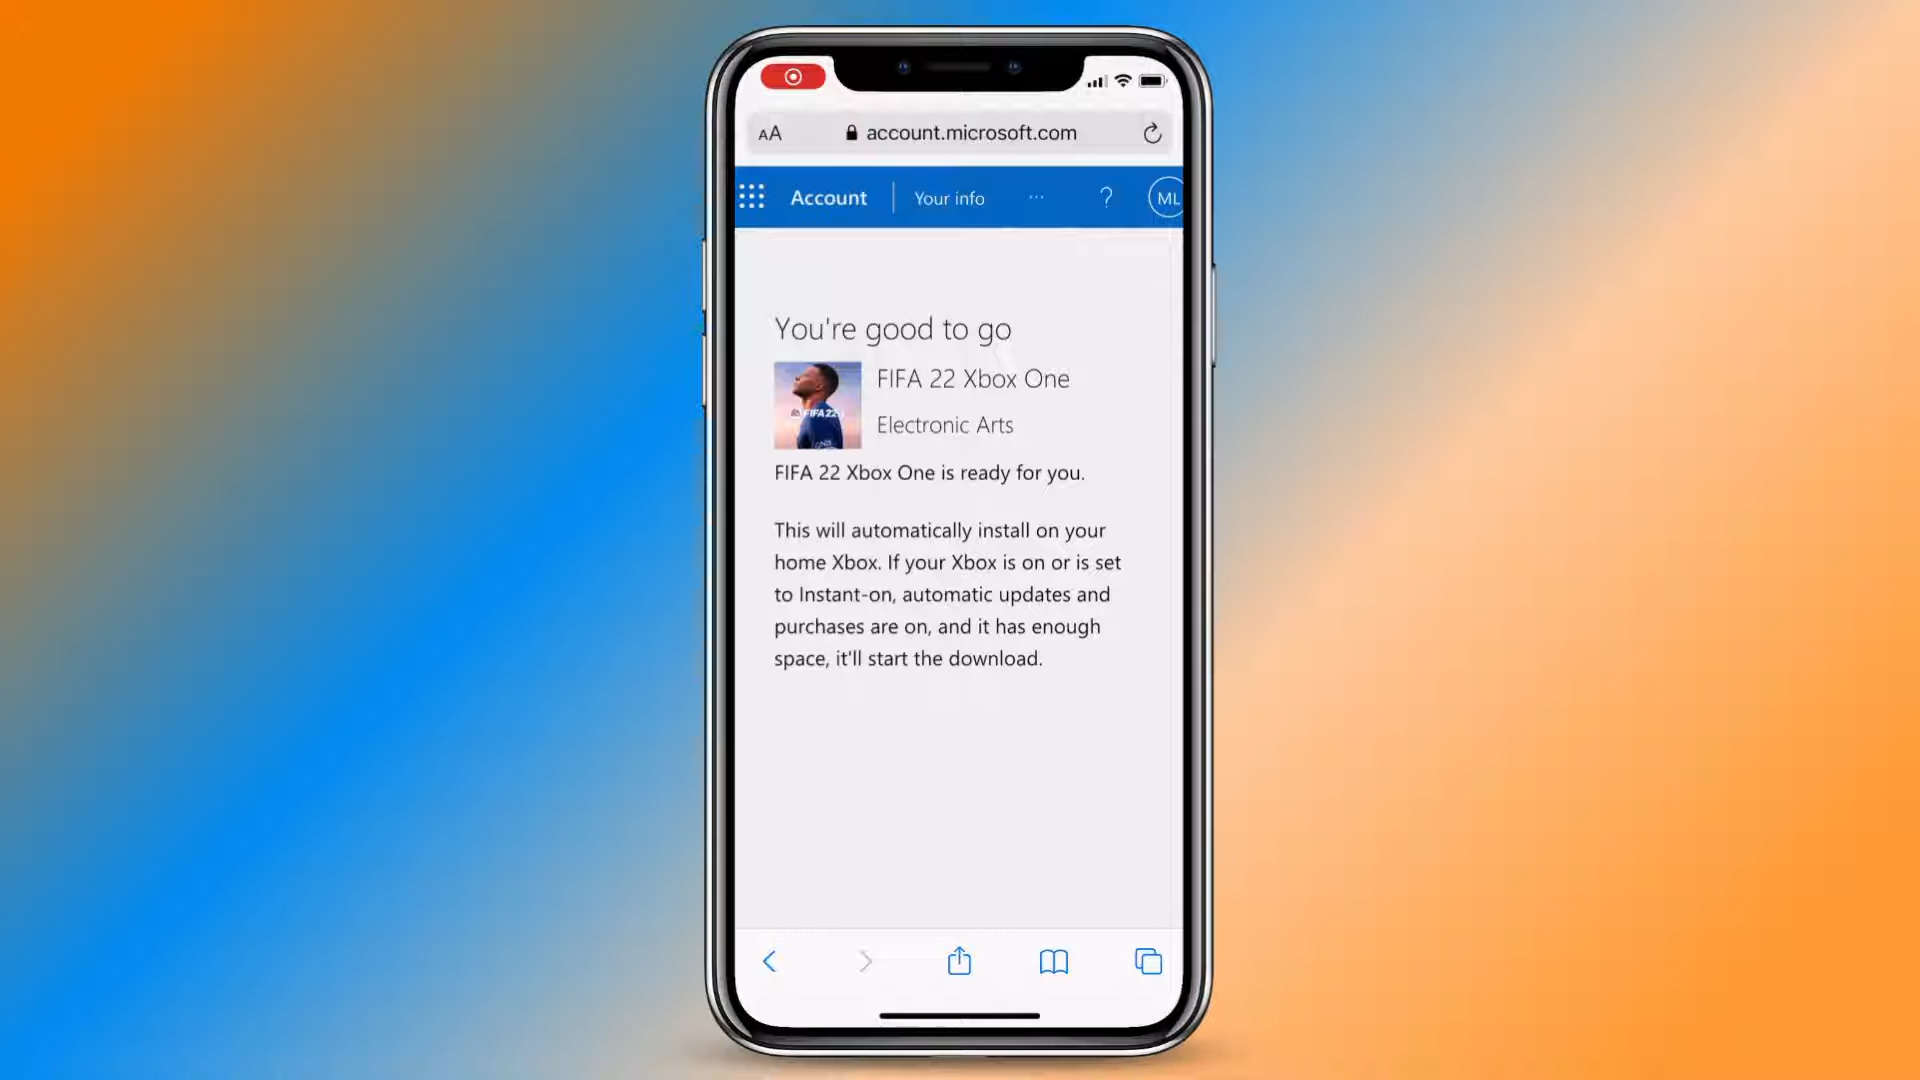 AA account.microsoft.com
Account Your info ... ? ML
You're good to go
FIFA 22 Xbox One
FIFA 22
Electronic Arts
FIFA 22 Xbox One is ready for you.
This will automatically install on your
home Xbox. If your Xbox is on or is set
to Instant-on, automatic updates and
purchases are on, and it has enough
space, it'll start the download.